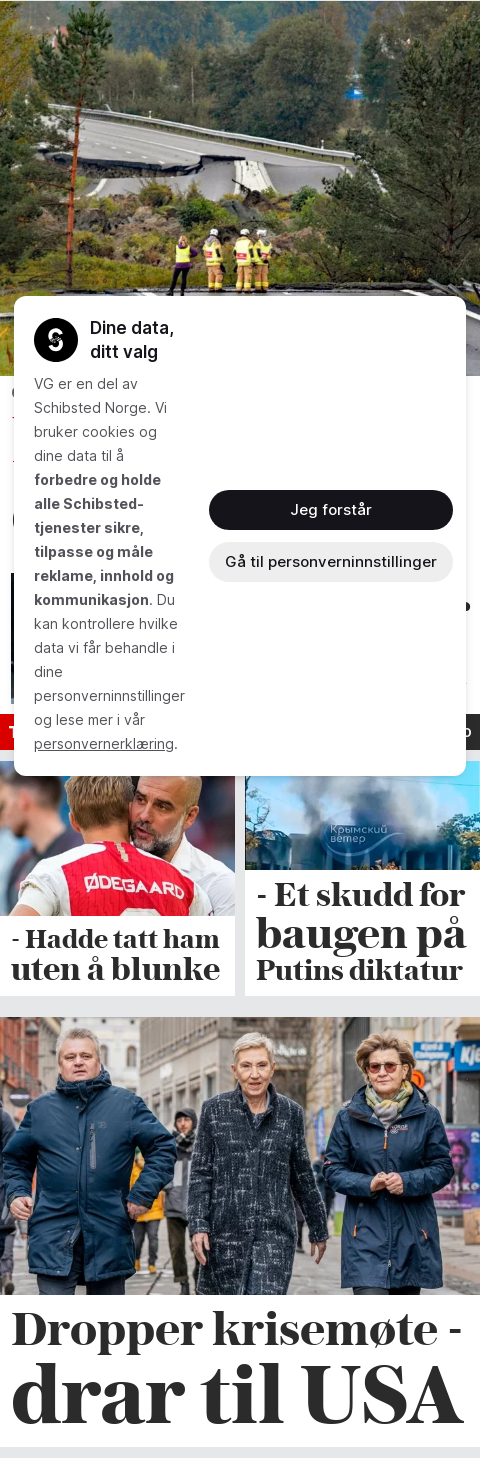 Dine data,
ditt valg
VG er en del av
Schibsted Norge. Vi
bruker cookies og
dine data til å
forbedre og holde
alle Schibsted-
tjenester sikre,
tilpasse og måle
reklame, innhold og
kommunikasjon. Du
kan kontrollere hvilke
data vi får behandle i
dine
personverninnstillinger
og lese mer i vår
personvernerklæring.
Jeg forstår
Gå til personverninnstillinger
ØDEGAARD
- Hadde tatt ham
uten å blunke
Крымский
ветер
- Et skudd for
baugen på
Putins diktatur
Dropper krisemøte -
drar til USA